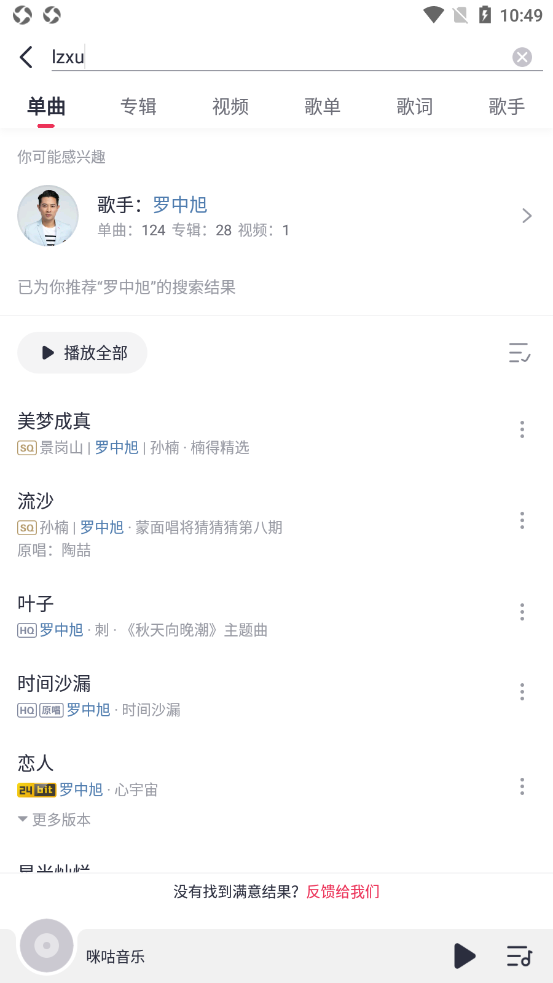 10:49
lzxu
单曲 专辑 视频 歌单 歌词 歌手
你可能感兴趣
歌手：罗中旭
单曲：124 专辑：28 视频：1
已为你推荐“罗中旭”的搜索结果
播放全部
美梦成真
SQ 景岗山 | 罗中旭 | 孙楠 · 楠得精选
流沙
SQ 孙楠 | 罗中旭 · 蒙面唱将猜猜猜第八期
原唱：陶喆
叶子
HQ 罗中旭 · 刺 · 《秋天向晚潮》主题曲
时间沙漏
HQ 原唱 罗中旭 · 时间沙漏
恋人
24bit 罗中旭 · 心宇宙
更多版本
星光灿烂
没有找到满意结果？反馈给我们
咪咕音乐